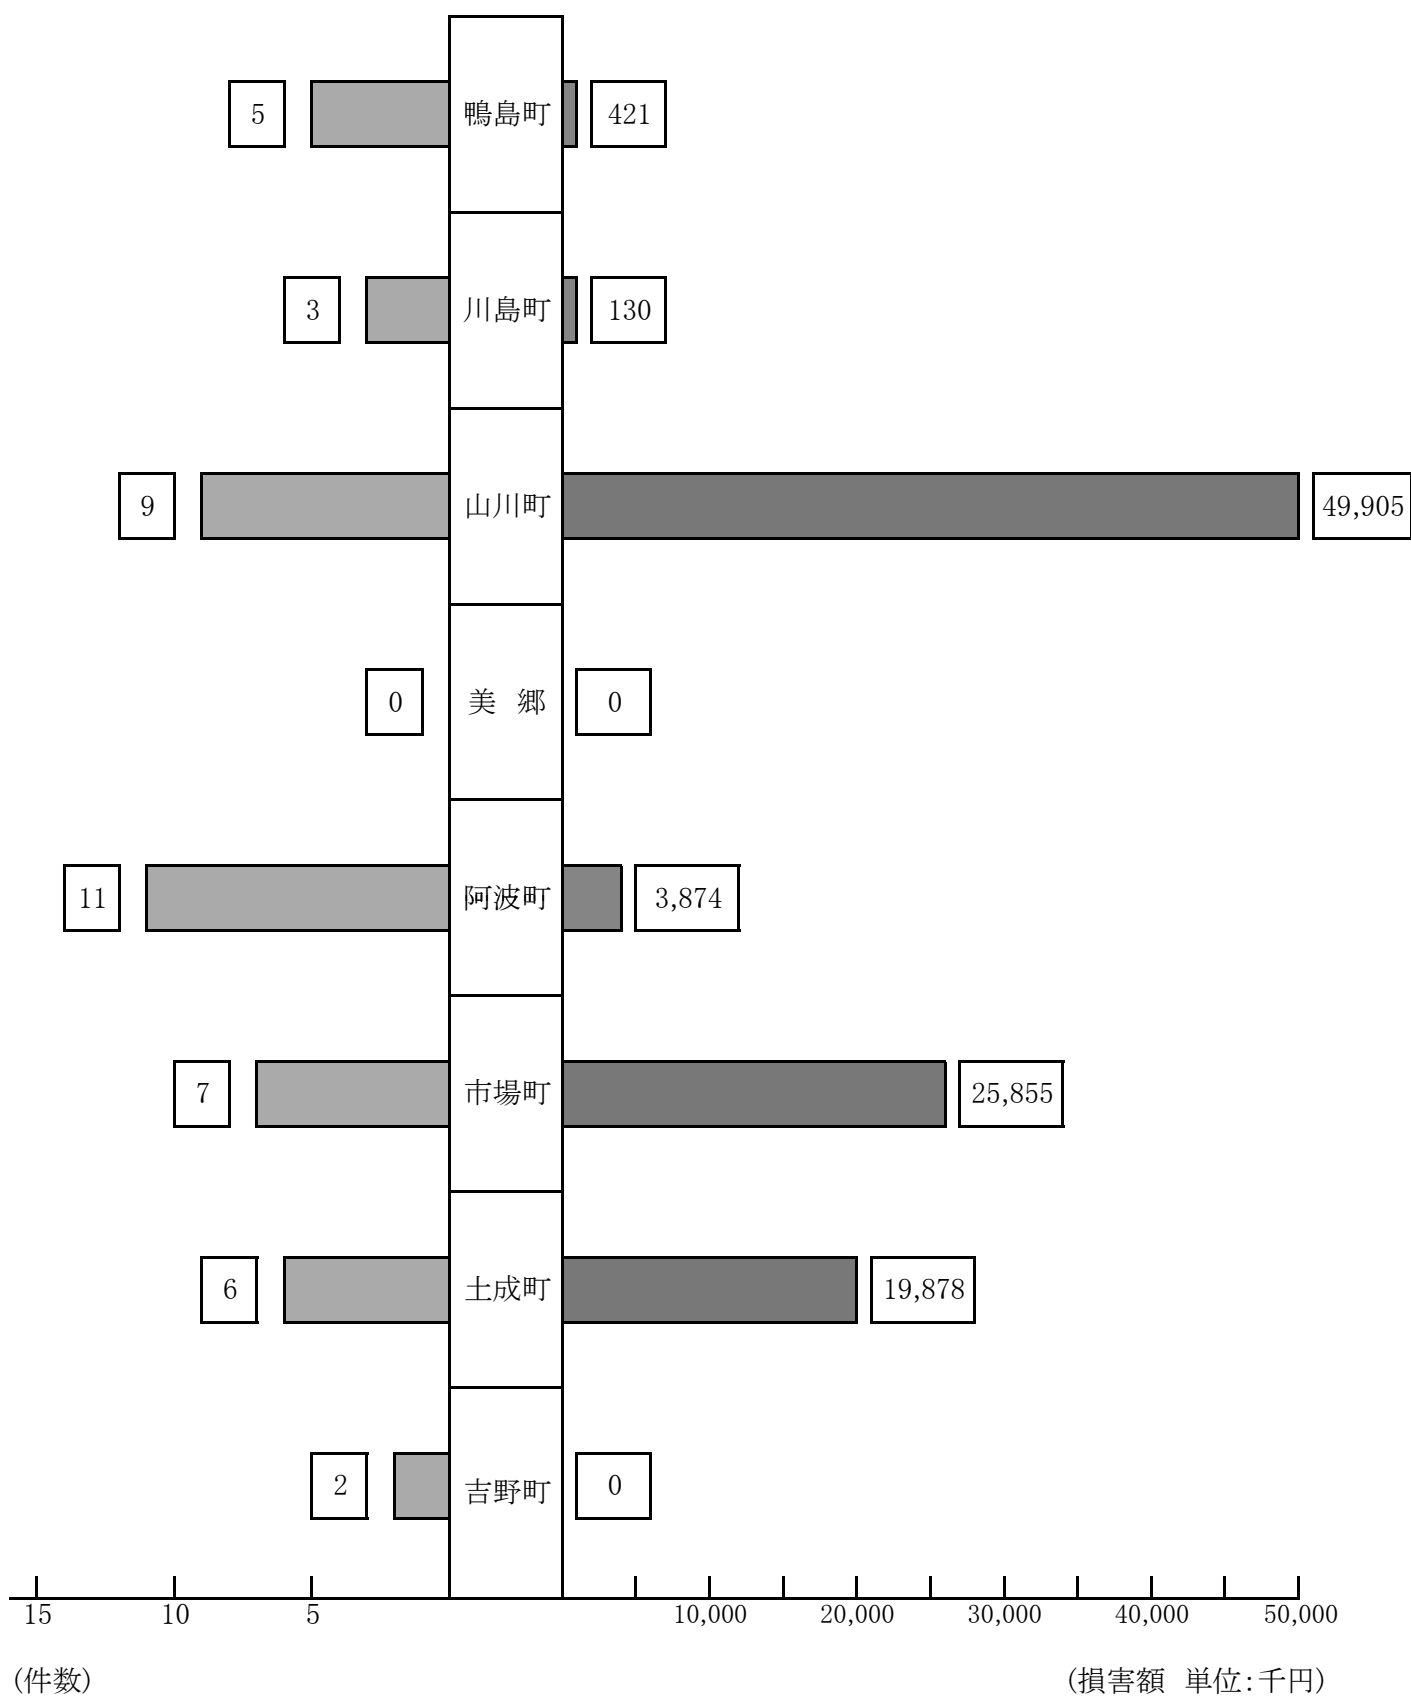 5 鴨島町 421
3 川島町 130
9 山川町 49,905
0 美 郷 0
11 阿波町 3,874
7 市場町 25,855
6 土成町 19,878
2 吉野町 0
15 10 5 10,000 20,000 30,000 40,000 50,000
(件数) (損害額 単位:千円)